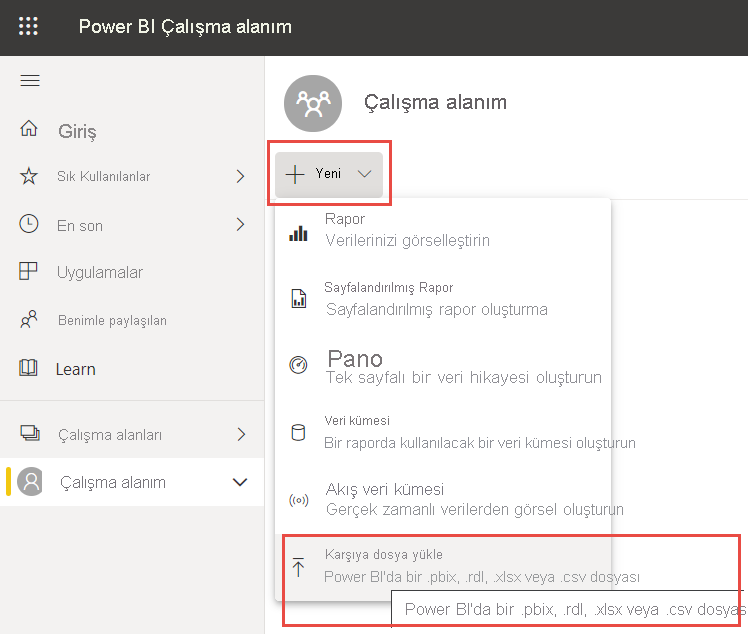 Power BI Çalışma alanım
Çalışma alanım
Giriş
Sık Kullanılanlar
En son
Uygulamalar
Benimle paylaşılan
Learn
Çalışma alanları
Çalışma alanım
Yeni
Rapor
Verilerinizi görselleştirin
Sayfalandırılmış Rapor
Sayfalandırılmış rapor oluşturma
Pano
Tek sayfalı bir veri hikayesi oluşturun
Veri kümesi
Bir raporda kullanılacak bir veri kümesi oluşturun
Akış veri kümesi
Gerçek zamanlı verilerden görsel oluşturun
Karşıya dosya yükle
Power BI'da bir .pbix, .rdl, .xlsx veya .csv dosyası
Power BI'da bir .pbix, .rdl, .xlsx veya .csv dosyas